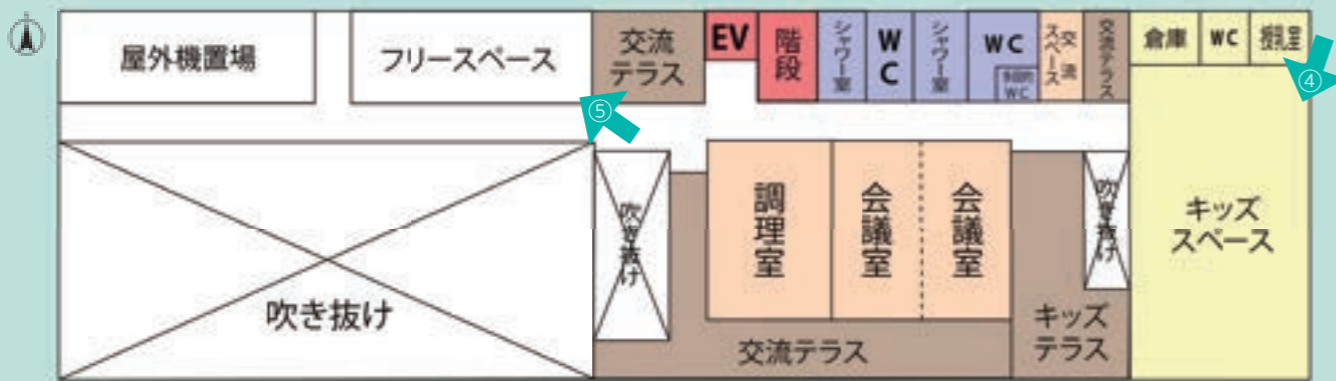 屋外機置場
フリースペース
交流
テラス
EV
階段
シャワー室
WC
シャワー室
WC
多目的
WC
交流
スペース
交流テラス
倉庫
WC
授乳室
④
⑤
吹き抜け
吹き抜け
調理室
会議室
会議室
吹き抜け
キッズ
スペース
交流テラス
キッズ
テラス